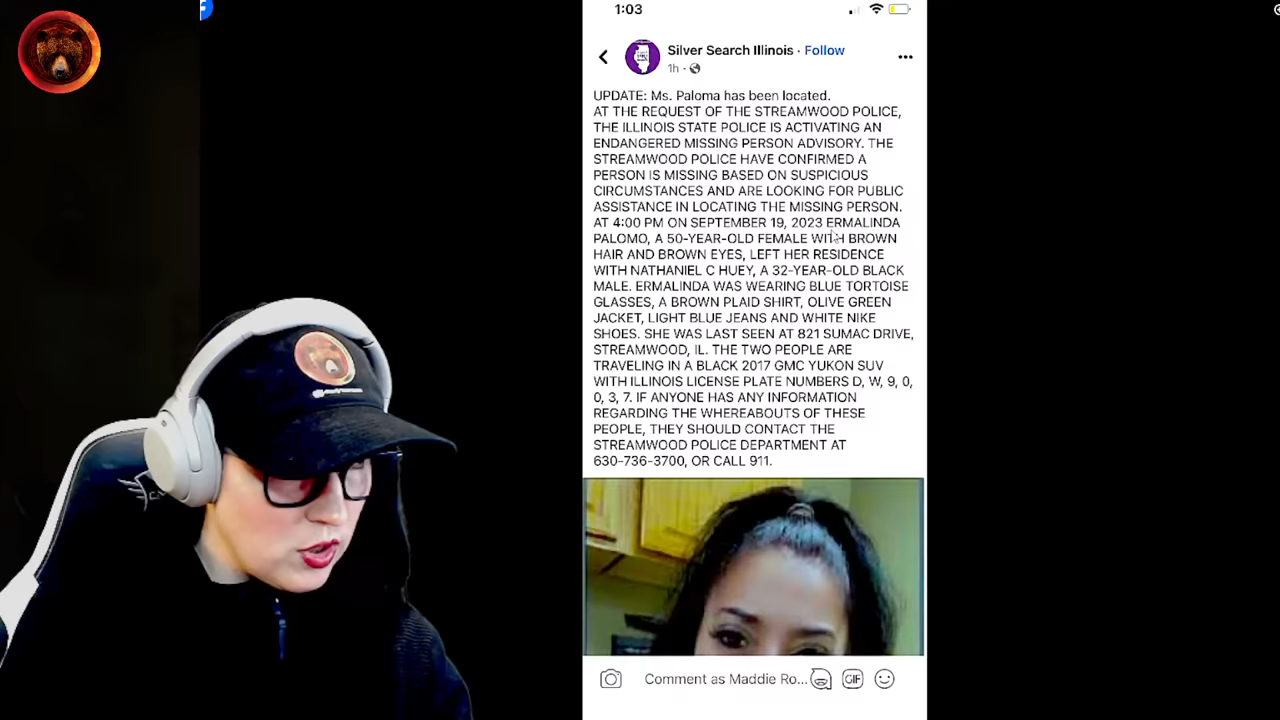 1:03
Silver Search Illinois · Follow
1h ·
UPDATE: Ms. Paloma has been located.
AT THE REQUEST OF THE STREAMWOOD POLICE,
THE ILLINOIS STATE POLICE IS ACTIVATING AN
ENDANGERED MISSING PERSON ADVISORY. THE
STREAMWOOD POLICE HAVE CONFIRMED A
PERSON IS MISSING BASED ON SUSPICIOUS
CIRCUMSTANCES AND ARE LOOKING FOR PUBLIC
ASSISTANCE IN LOCATING THE MISSING PERSON.
AT 4:00 PM ON SEPTEMBER 19, 2023 ERMALINDA
PALOMO, A 50-YEAR-OLD FEMALE WITH BROWN
HAIR AND BROWN EYES, LEFT HER RESIDENCE
WITH NATHANIEL C HUEY, A 32-YEAR-OLD BLACK
MALE. ERMALINDA WAS WEARING BLUE TORTOISE
GLASSES, A BROWN PLAID SHIRT, OLIVE GREEN
JACKET, LIGHT BLUE JEANS AND WHITE NIKE
SHOES. SHE WAS LAST SEEN AT 821 SUMAC DRIVE,
STREAMWOOD, IL. THE TWO PEOPLE ARE
TRAVELING IN A BLACK 2017 GMC YUKON SUV
WITH ILLINOIS LICENSE PLATE NUMBERS D, W, 9, 0,
0, 3, 7. IF ANYONE HAS ANY INFORMATION
REGARDING THE WHEREABOUTS OF THESE
PEOPLE, THEY SHOULD CONTACT THE
STREAMWOOD POLICE DEPARTMENT AT
630-736-3700, OR CALL 911.
Comment as Maddie Ro...
GIF